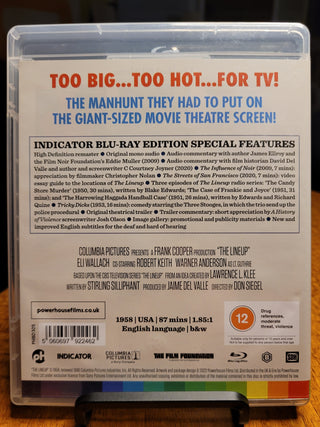 TOO BIG...TOO HOT...FOR TV!
THE MANHUNT THEY HAD TO PUT ON
THE GIANT-SIZED MOVIE THEATRE SCREEN!
INDICATOR BLU-RAY EDITION SPECIAL FEATURES
High Definition remaster ● Original mono audio ● Audio commentary with author James Ellroy and
the Film Noir Foundation's Eddie Muller (2009) ● Audio commentary with film historian David Del
Valle and author and screenwriter C Courtney Joyner (2020) ● The Influence of Noir (2009, 7 mins):
appreciation by filmmaker Christopher Nolan ● The Streets of San Francisco (2020, 7 mins): video
essay guide to the locations of The Lineup ● Three episodes of The Lineup radio series: 'The Candy
Store Murder' (1950, 30 mins), written by Blake Edwards; 'The Case of Frankie and Joyce' (1951, 31
min); and 'The Harrowing Haggada Handball Case' (1951, 26 mins), written by Edwards and Richard
Quine ● Tricky Dicks (1953, 16 mins): comedy starring the Three Stooges, in which the trio send up the
police procedural ● Original theatrical trailer ● Trailer commentary: short appreciation by A History
of Violence screenwriter Josh Olson ● Image gallery: promotional and publicity materials ● New and
improved English subtitles for the deaf and hard of hearing
COLUMBIA PICTURES PRESENTS A FRANK COOPER PRODUCTION "THE LINEUP"
ELI WALLACH CO-STARRING ROBERT KEITH WARNER ANDERSON AS LT. GUTHRIE
BASED UPON THE CBS TELEVISION SERIES "THE LINEUP" FROM AN IDEA CREATED BY LAWRENCE L. KLEE
WRITTEN BY STIRLING SILLIPHANT PRODUCED BY JAIME DEL VALLE DIRECTED BY DON SIEGEL
powerhousefilms.co.uk
5 060697 922462
1958 | USA | 87 mins | 1.85:1
English language | b&w
12
Drug
references,
moderate
threat, violence
INDICATOR
COLUMBIA
PICTURES
THE FILM FOUNDATION